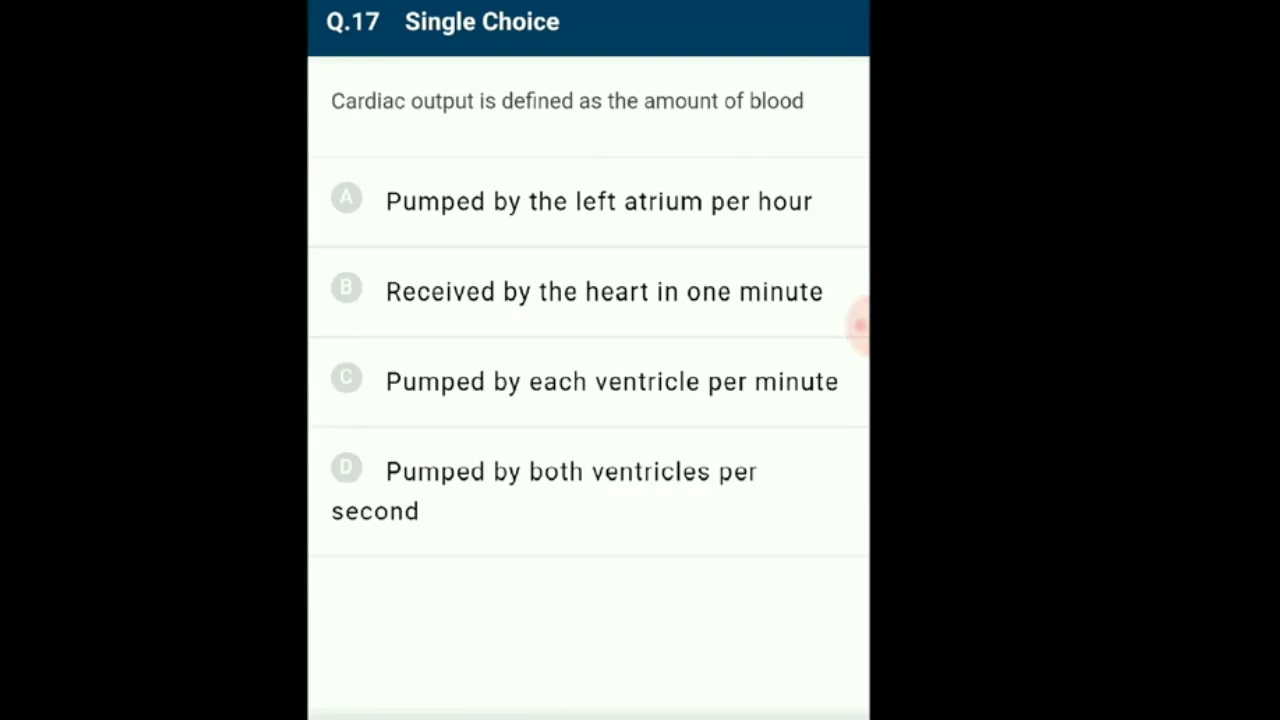 Q.17 Single Choice
Cardiac output is defined as the amount of blood
A Pumped by the left atrium per hour
B Received by the heart in one minute
C Pumped by each ventricle per minute
D Pumped by both ventricles per
second